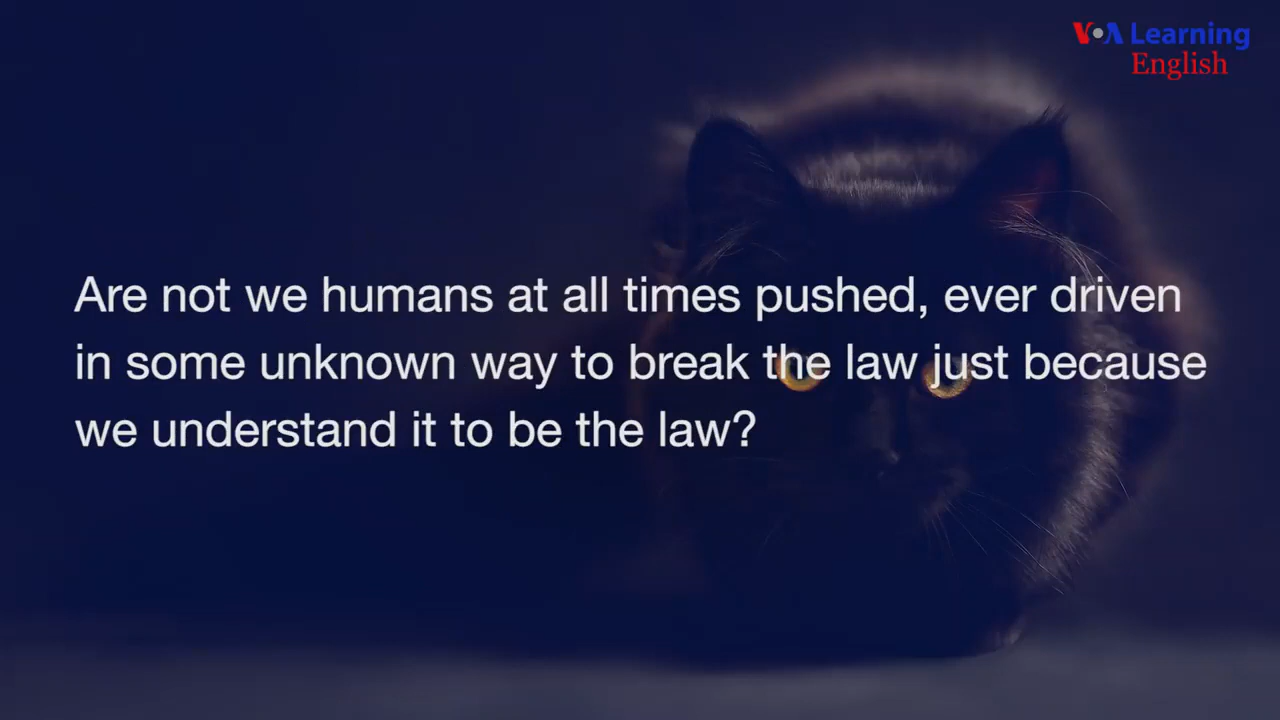 VOA Learning
English
Are not we humans at all times pushed, ever driven
in some unknown way to break the law just because
we understand it to be the law?